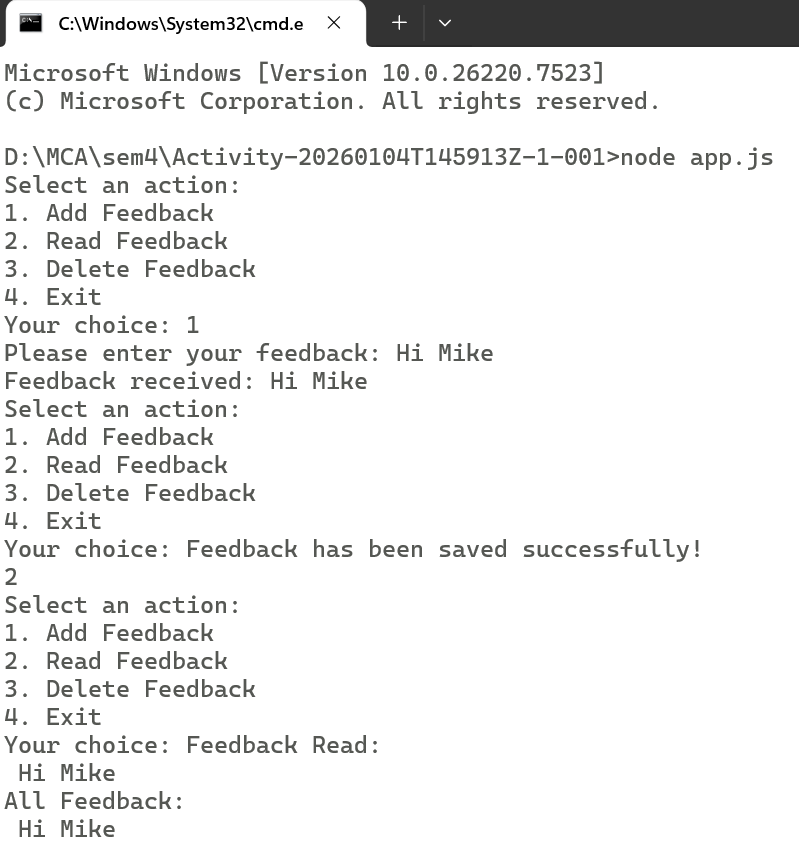 C:\Windows\System32\cmd.e
Microsoft Windows [Version 10.0.26220.7523]
(c) Microsoft Corporation. All rights reserved.
D:\MCA\sem4\Activity-20260104T145913Z-1-001>node app.js
Select an action:
1. Add Feedback
2. Read Feedback
3. Delete Feedback
4. Exit
Your choice: 1
Please enter your feedback: Hi Mike
Feedback received: Hi Mike
Select an action:
1. Add Feedback
2. Read Feedback
3. Delete Feedback
4. Exit
Your choice: Feedback has been saved successfully!
2
Select an action:
1. Add Feedback
2. Read Feedback
3. Delete Feedback
4. Exit
Your choice: Feedback Read:
 Hi Mike
All Feedback:
 Hi Mike